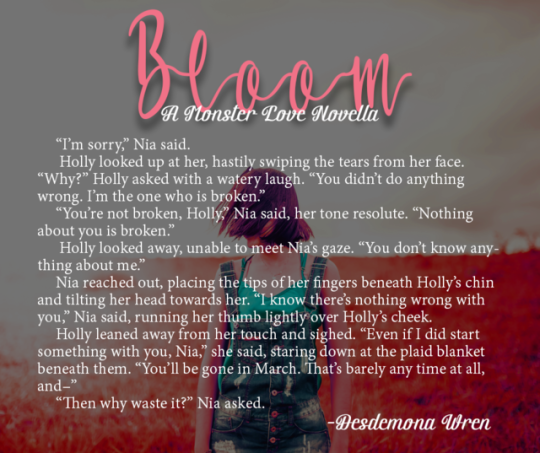 Bloom
A Monster Love Novella
“I’m sorry,” Nia said.
Holly looked up at her, hastily swiping the tears from her face.
“Why?” Holly asked with a watery laugh. “You didn’t do anything
wrong. I’m the one who is broken.”
“You’re not broken, Holly,” Nia said, her tone resolute. “Nothing
about you is broken.”
Holly looked away, unable to meet Nia’s gaze. “You don’t know any-
thing about me.”
Nia reached out, placing the tips of her fingers beneath Holly’s chin
and tilting her head towards her. “I know there’s nothing wrong with
you,” Nia said, running her thumb lightly over Holly’s cheek.
Holly leaned away from her touch and sighed. “Even if I did start
something with you, Nia,” she said, staring down at the plaid blanket
beneath them. “You’ll be gone in March. That’s barely any time at all,
and–”
“Then why waste it?” Nia asked.
-Desdemona Wren